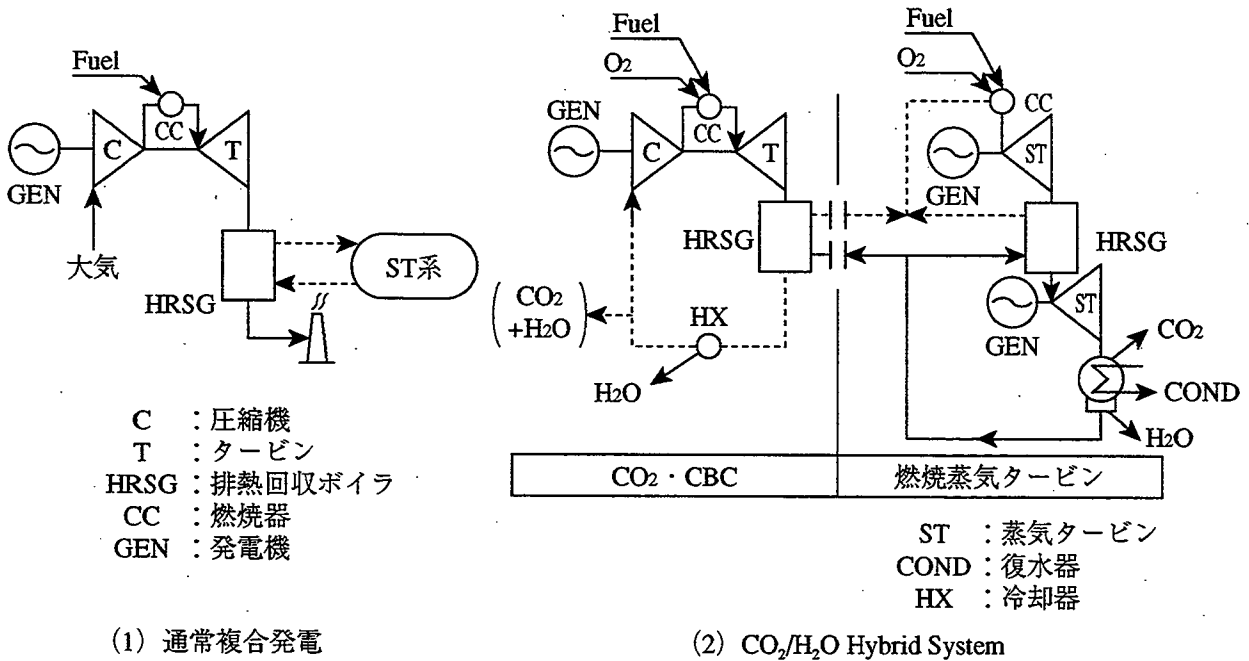 Fuel
CC
C
T
GEN
大気
HRSG
ST系
C ：圧縮機
T ：タービン
HRSG ：排熱回収ボイラ
CC ：燃焼器
GEN ：発電機
(1) 通常複合発電
Fuel
O2
GEN
CC
C
T
HRSG
CO2
+H2O
HX
H2O
Fuel
O2
CC
ST
GEN
HRSG
ST
GEN
CO2
COND
H2O
CO2・CBC
燃焼蒸気タービン
ST ：蒸気タービン
COND ：復水器
HX ：冷却器
(2) CO2/H2O Hybrid System